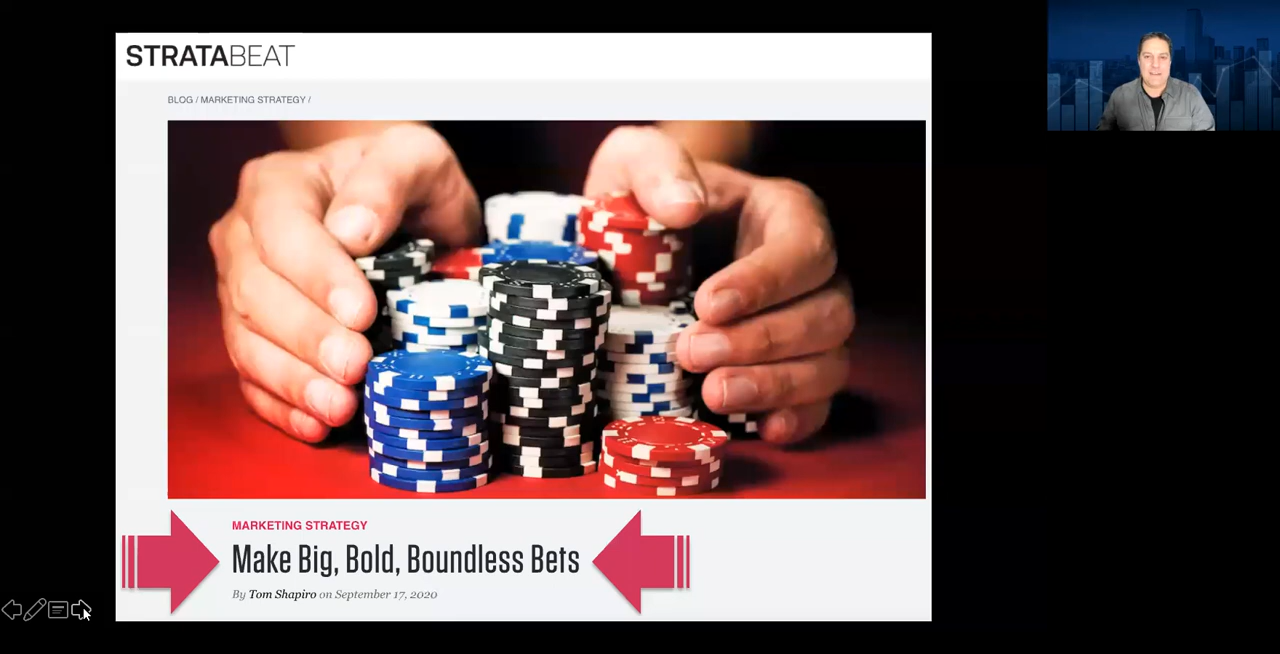 STRATABEAT
BLOG / MARKETING STRATEGY /
MARKETING STRATEGY
Make Big, Bold, Boundless Bets
By Tom Shapiro on September 17, 2020